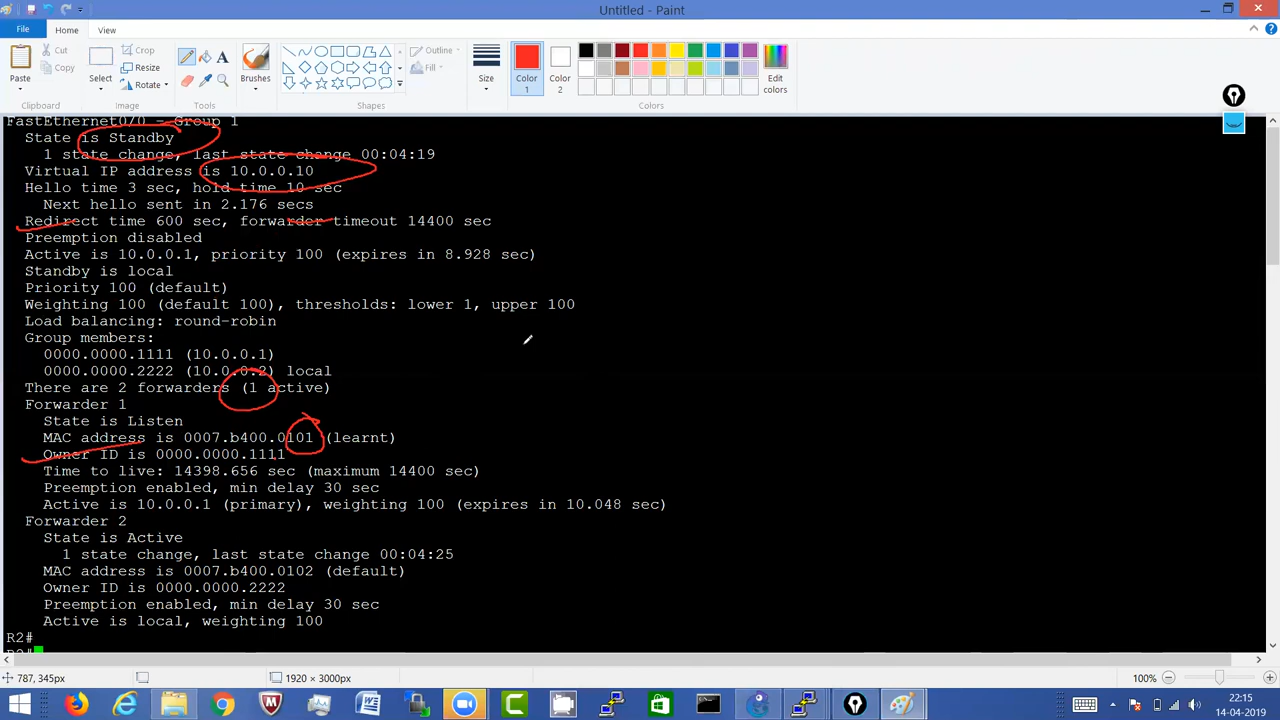 Untitled - Paint
File
Home
View
Paste
Cut
Copy
Clipboard
Select
Crop
Resize
Rotate
Image
A
Tools
Brushes
Shapes
Outline
Fill
Size
Color 1
Color 2
Edit colors
Colors
FastEthernet0/0 - Group 1
State is Standby
1 state change, last state change 00:04:19
Virtual IP address is 10.0.0.10
Hello time 3 sec, hold time 10 sec
Next hello sent in 2.176 secs
Redirect time 600 sec, forwarder timeout 14400 sec
Preemption disabled
Active is 10.0.0.1, priority 100 (expires in 8.928 sec)
Standby is local
Priority 100 (default)
Weighting 100 (default 100), thresholds: lower 1, upper 100
Load balancing: round-robin
Group members:
0000.0000.1111 (10.0.0.1)
0000.0000.2222 (10.0.0.2) local
There are 2 forwarders (1 active)
Forwarder 1
State is Listen
MAC address is 0007.b400.0101 (learnt)
Owner ID is 0000.0000.1111
Time to live: 14398.656 sec (maximum 14400 sec)
Preemption enabled, min delay 30 sec
Active is 10.0.0.1 (primary), weighting 100 (expires in 10.048 sec)
Forwarder 2
State is Active
1 state change, last state change 00:04:25
MAC address is 0007.b400.0102 (default)
Owner ID is 0000.0000.2222
Preemption enabled, min delay 30 sec
Active is local, weighting 100
R2#
R2#
787, 345px
1920 × 3000px
100%
22:15
14-04-2019